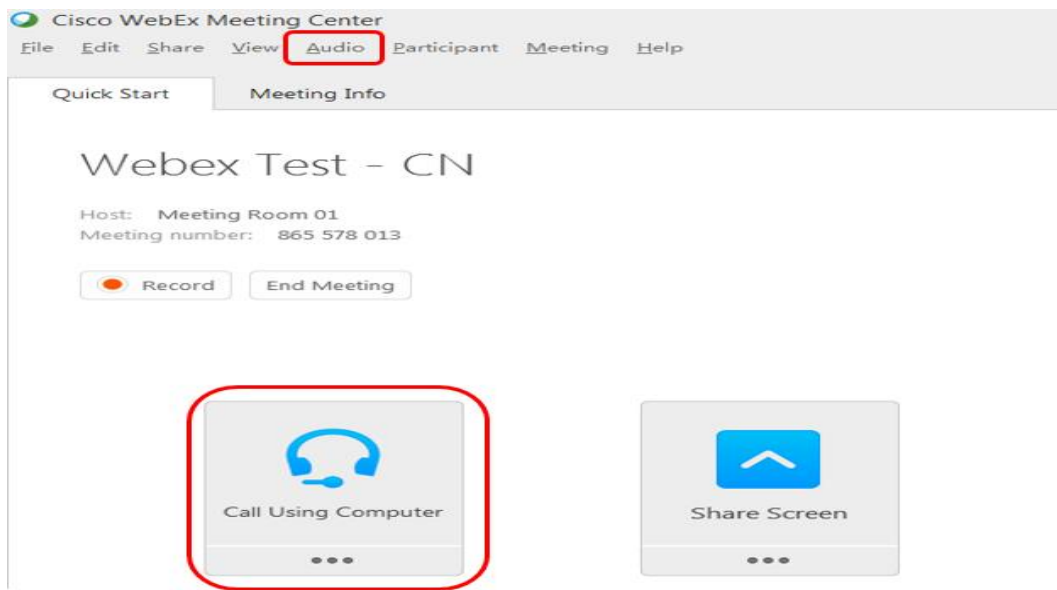 Cisco WebEx Meeting Center
File Edit Share View Audio Participant Meeting Help
Quick Start Meeting Info
Webex Test - CN
Host: Meeting Room 01
Meeting number: 865 578 013
Record End Meeting
Call Using Computer Share Screen